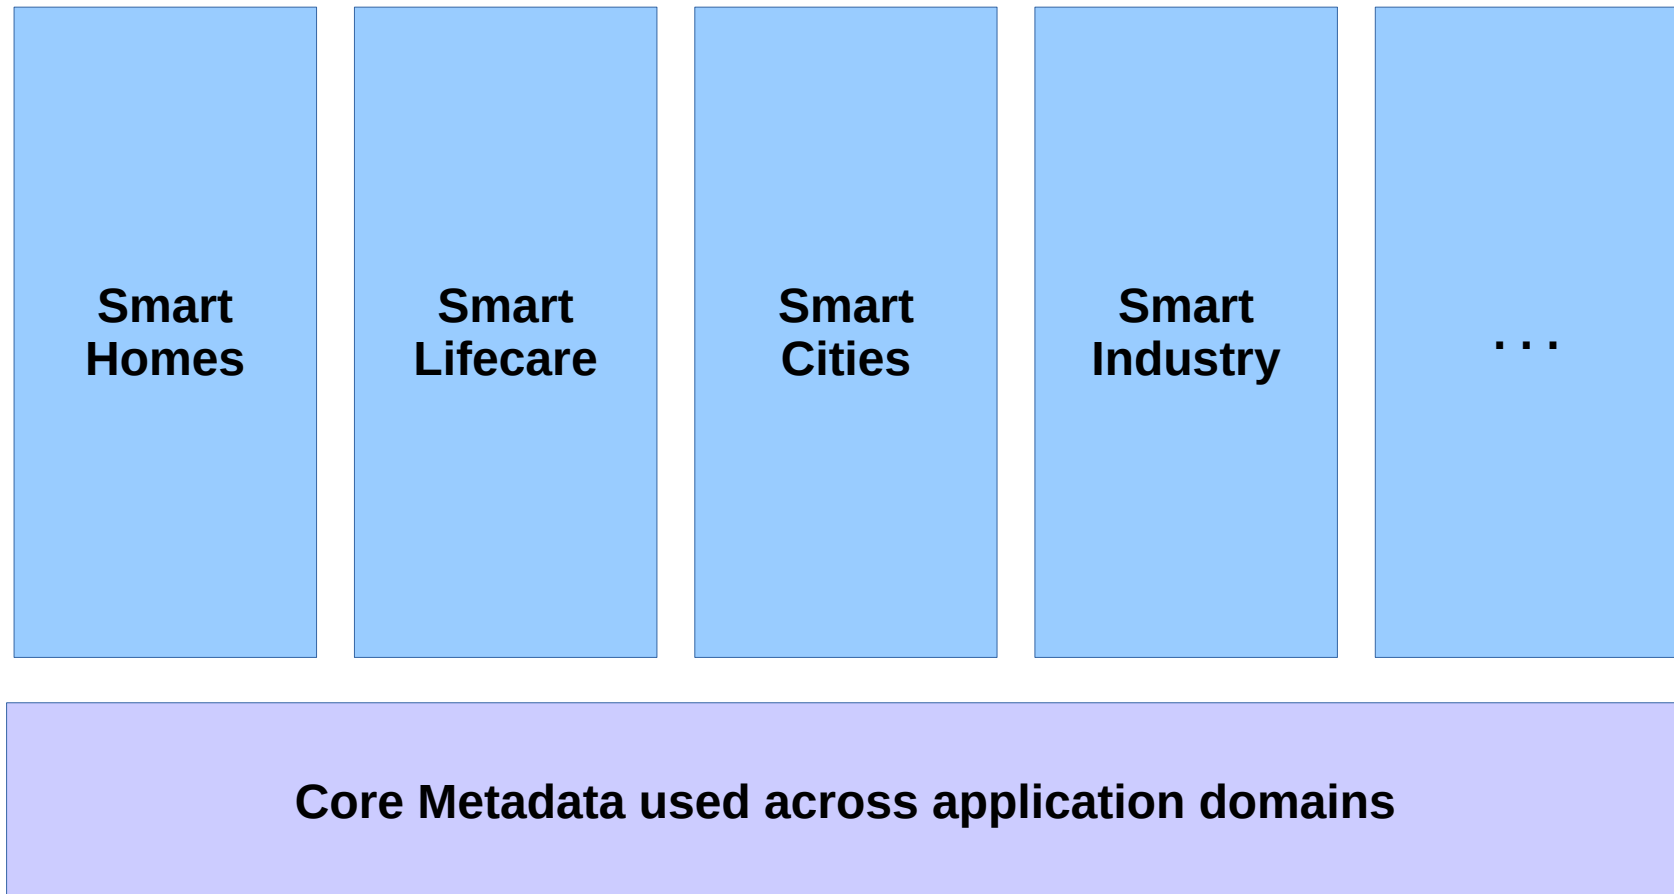 Smart
Homes
Smart
Lifecare
Smart
Cities
Smart
Industry
...
Core Metadata used across application domains